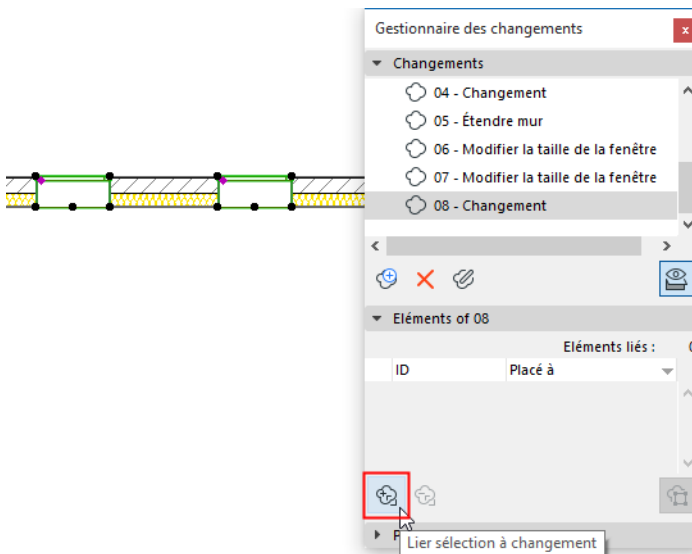 Gestionnaire des changements
x
Changements
04 - Changement
05 - Étendre mur
06 - Modifier la taille de la fenêtre
07 - Modifier la taille de la fenêtre
08 - Changement
Eléments of 08
Eléments liés :
ID Placé à
Lier sélection à changement